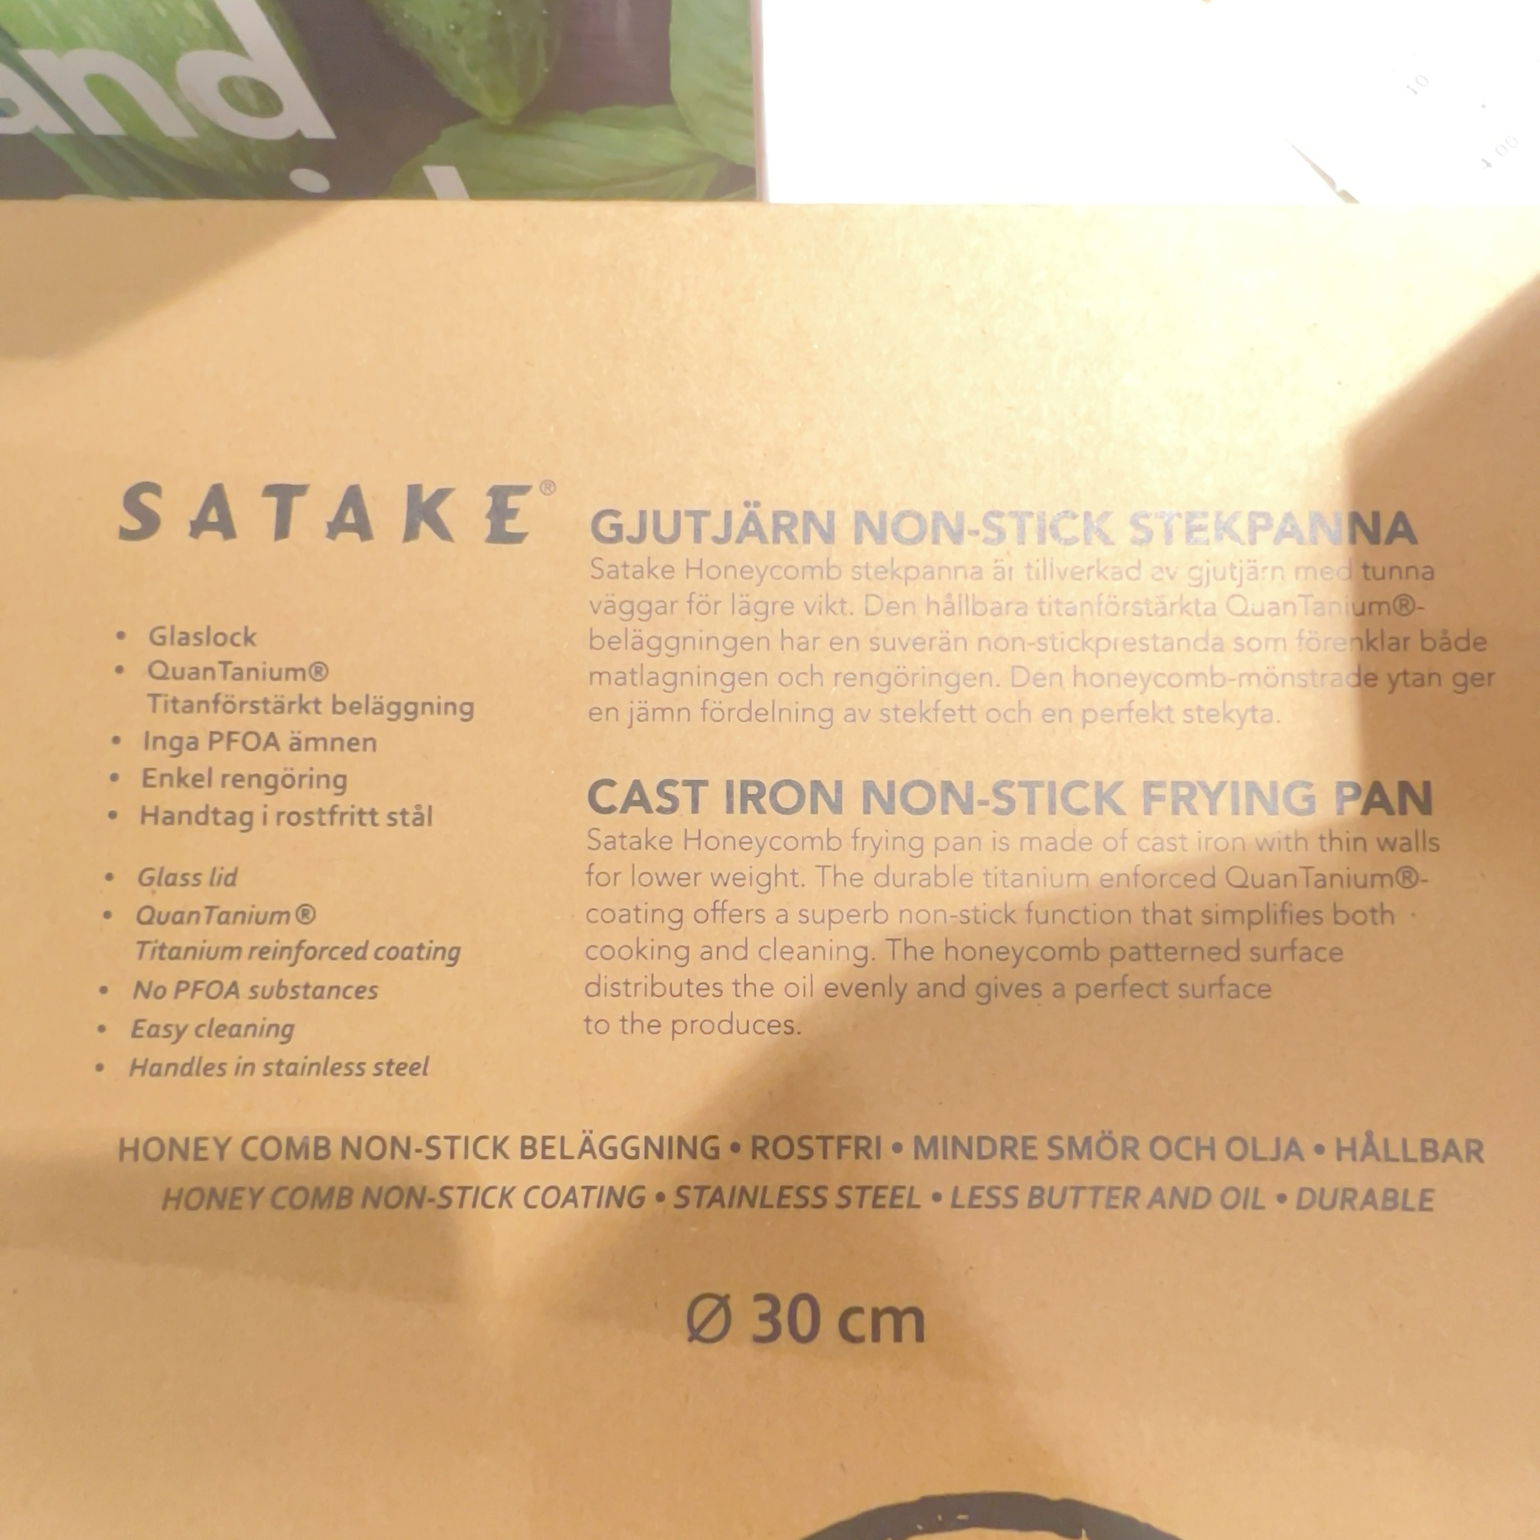 and
SATAKE®
Glaslock
QuanTanium®
Titanförstärkt beläggning
Inga PFOA ämnen
Enkel rengöring
Handtag i rostfritt stål
Glass lid
QuanTanium®
Titanium reinforced coating
No PFOA substances
Easy cleaning
Handles in stainless steel
GJUTJÄRN NON-STICK STEKPANNA
Satake Honeycomb stekpanna är tillverkad av gjutjärn med tunna
väggar för lägre vikt. Den hållbara titanförstärkta QuanTanium®-
beläggningen har en suverän non-stickprestanda som förenklar både
matlagningen och rengöringen. Den honeycomb-mönstrade ytan ger
en jämn fördelning av stekfett och en perfekt stekyta.
CAST IRON NON-STICK FRYING PAN
Satake Honeycomb frying pan is made of cast iron with thin walls
for lower weight. The durable titanium enforced QuanTanium®-
coating offers a superb non-stick function that simplifies both
cooking and cleaning. The honeycomb patterned surface
distributes the oil evenly and gives a perfect surface
to the produces.
HONEY COMB NON-STICK BELÄGGNING • ROSTFRI • MINDRE SMÖR OCH OLJA • HÅLLBAR
HONEY COMB NON-STICK COATING • STAINLESS STEEL • LESS BUTTER AND OIL • DURABLE
Ø 30 cm